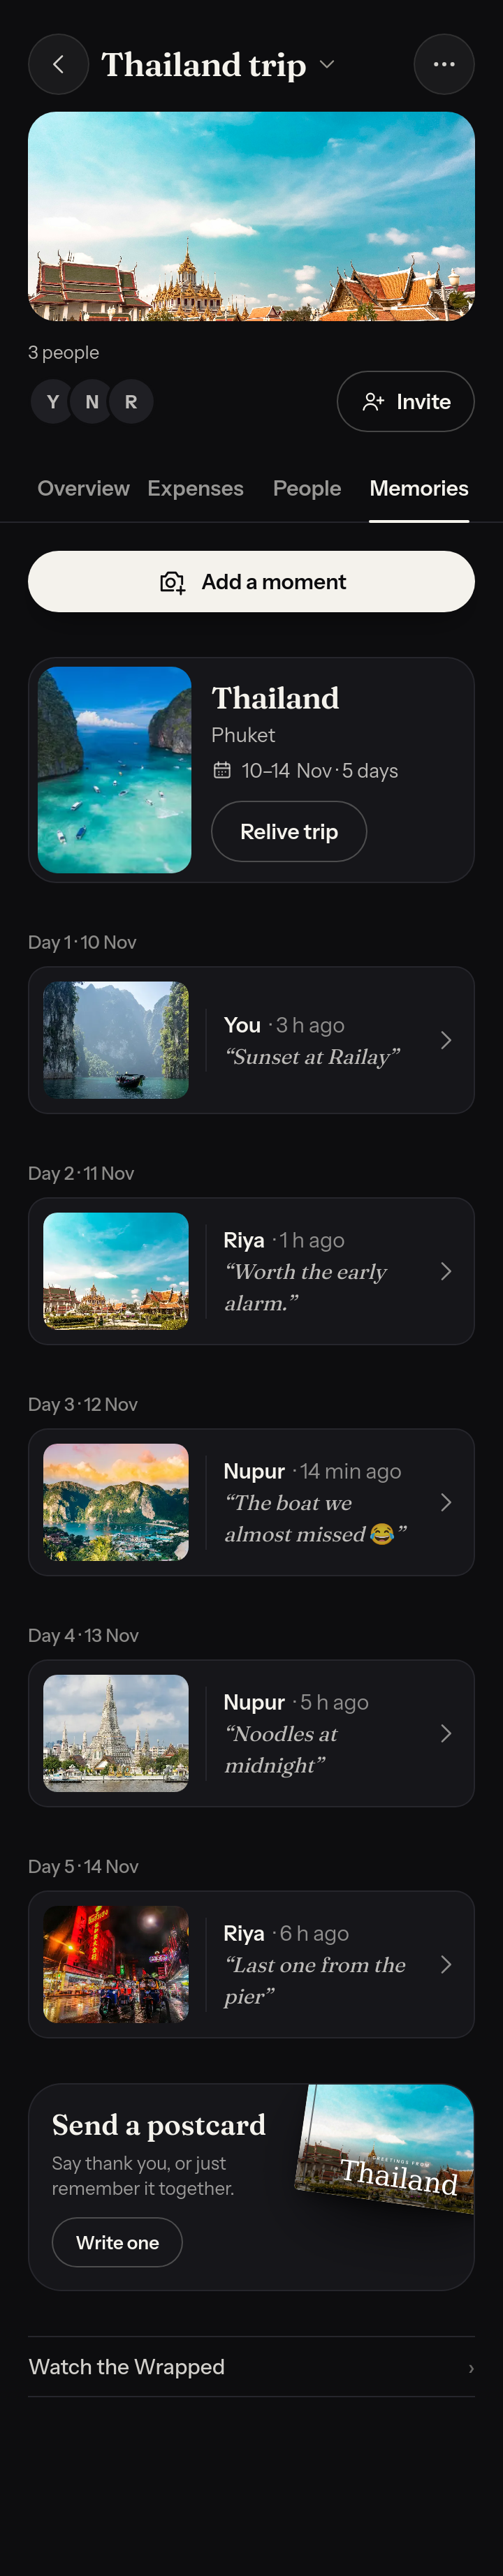 Thailand trip
3 people
Y N R
Invite
Overview Expenses People Memories
Add a moment
Thailand
Phuket
10–14 Nov · 5 days
Relive trip
Day 1 · 10 Nov
You · 3 h ago
“Sunset at Railay”
Day 2 · 11 Nov
Riya · 1 h ago
“Worth the early
alarm.”
Day 3 · 12 Nov
Nupur · 14 min ago
“The boat we
almost missed 😂”
Day 4 · 13 Nov
Nupur · 5 h ago
“Noodles at
midnight”
Day 5 · 14 Nov
Riya · 6 h ago
“Last one from the
pier”
Send a postcard
Say thank you, or just
remember it together.
Write one
GREETINGS FROM
Thailand
Watch the Wrapped